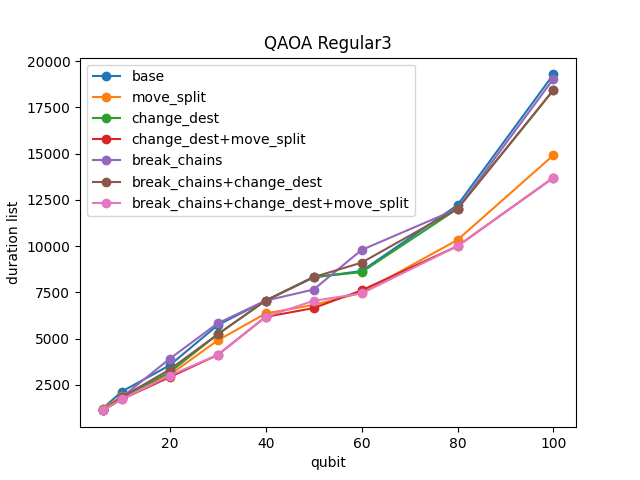 QAOA Regular3
20000
17500
15000
12500
10000
7500
5000
2500
duration list
base
move_split
change_dest
change_dest+move_split
break_chains
break_chains+change_dest
break_chains+change_dest+move_split
20 40 60 80 100
qubit